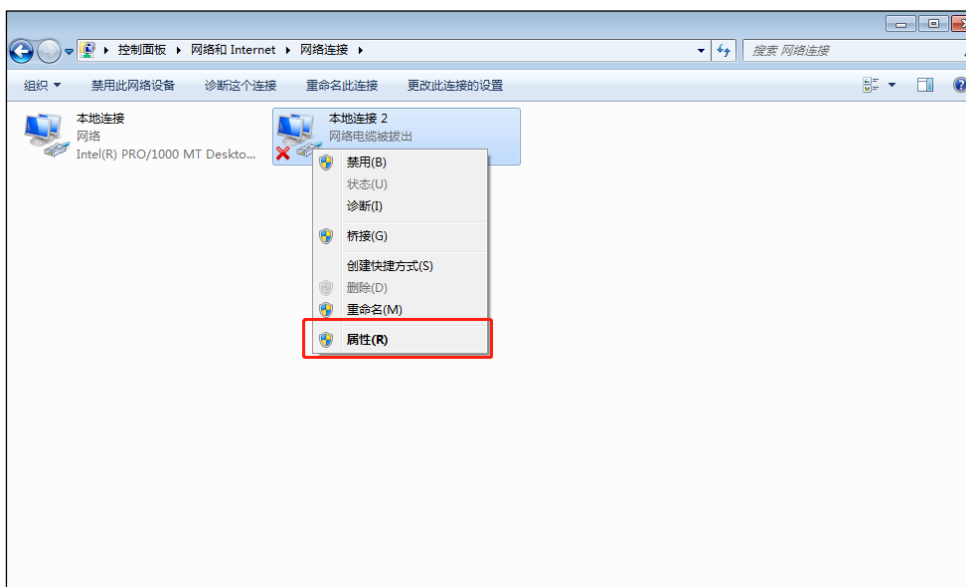 控制面板 ▸ 网络和 Internet ▸ 网络连接 ▸
搜索 网络连接
组织 禁用此网络设备 诊断这个连接 重命名此连接 更改此连接的设置
本地连接
网络
Intel(R) PRO/1000 MT Deskto...
本地连接 2
网络电缆被拔出
禁用(B)
状态(U)
诊断(I)
桥接(G)
创建快捷方式(S)
删除(D)
重命名(M)
属性(R)